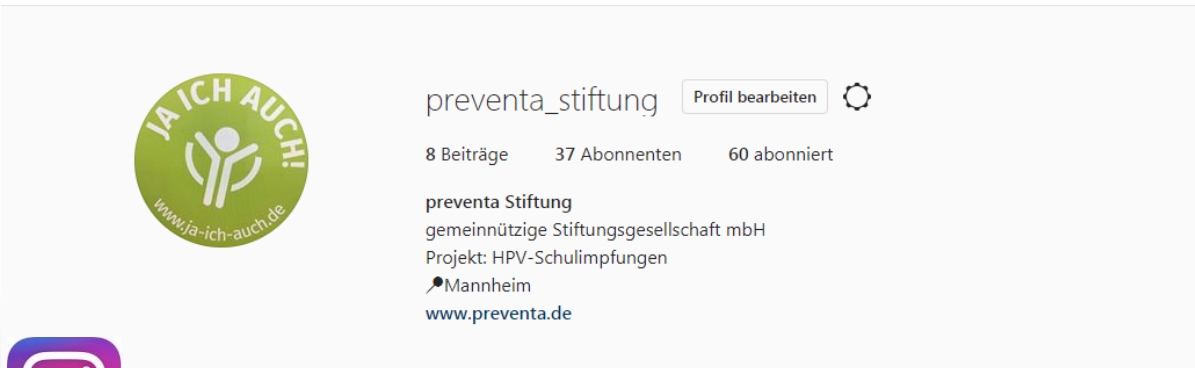 JA ICH AUCH!
www.ja-ich-auch.de
preventa_stiftung Profil bearbeiten
8 Beiträge 37 Abonnenten 60 abonniert
preventa Stiftung
gemeinnützige Stiftungsgesellschaft mbH
Projekt: HPV-Schulimpfungen
Mannheim
www.preventa.de